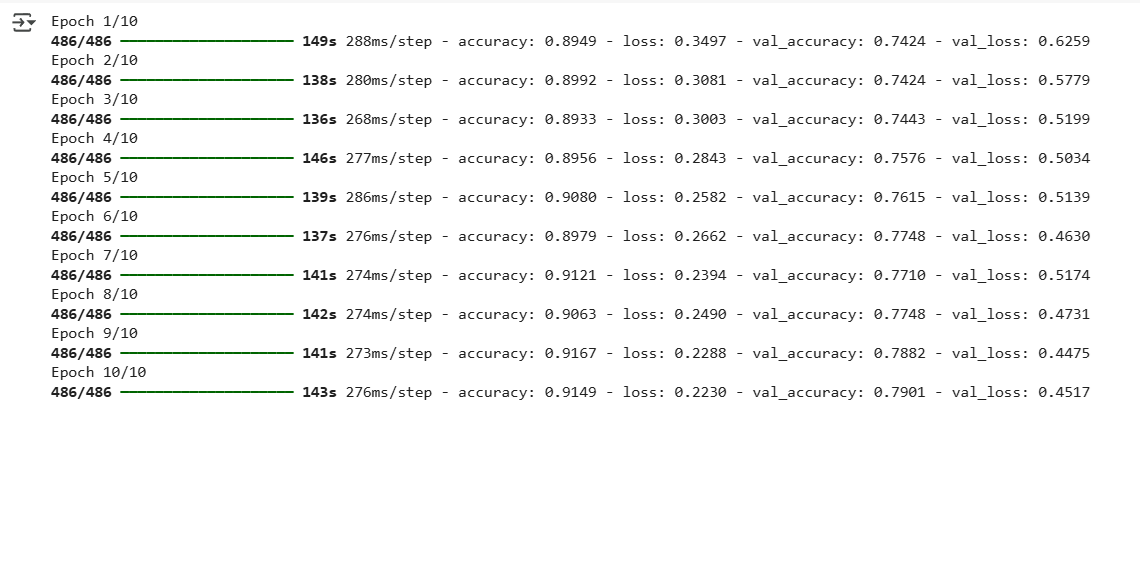 Epoch 1/10
486/486 ━━━━━━━━━━━━━━━━━━━━ 149s 288ms/step - accuracy: 0.8949 - loss: 0.3497 - val_accuracy: 0.7424 - val_loss: 0.6259
Epoch 2/10
486/486 ━━━━━━━━━━━━━━━━━━━━ 138s 280ms/step - accuracy: 0.8992 - loss: 0.3081 - val_accuracy: 0.7424 - val_loss: 0.5779
Epoch 3/10
486/486 ━━━━━━━━━━━━━━━━━━━━ 136s 268ms/step - accuracy: 0.8933 - loss: 0.3003 - val_accuracy: 0.7443 - val_loss: 0.5199
Epoch 4/10
486/486 ━━━━━━━━━━━━━━━━━━━━ 146s 277ms/step - accuracy: 0.8956 - loss: 0.2843 - val_accuracy: 0.7576 - val_loss: 0.5034
Epoch 5/10
486/486 ━━━━━━━━━━━━━━━━━━━━ 139s 286ms/step - accuracy: 0.9080 - loss: 0.2582 - val_accuracy: 0.7615 - val_loss: 0.5139
Epoch 6/10
486/486 ━━━━━━━━━━━━━━━━━━━━ 137s 276ms/step - accuracy: 0.8979 - loss: 0.2662 - val_accuracy: 0.7748 - val_loss: 0.4630
Epoch 7/10
486/486 ━━━━━━━━━━━━━━━━━━━━ 141s 274ms/step - accuracy: 0.9121 - loss: 0.2394 - val_accuracy: 0.7710 - val_loss: 0.5174
Epoch 8/10
486/486 ━━━━━━━━━━━━━━━━━━━━ 142s 274ms/step - accuracy: 0.9063 - loss: 0.2490 - val_accuracy: 0.7748 - val_loss: 0.4731
Epoch 9/10
486/486 ━━━━━━━━━━━━━━━━━━━━ 141s 273ms/step - accuracy: 0.9167 - loss: 0.2288 - val_accuracy: 0.7882 - val_loss: 0.4475
Epoch 10/10
486/486 ━━━━━━━━━━━━━━━━━━━━ 143s 276ms/step - accuracy: 0.9149 - loss: 0.2230 - val_accuracy: 0.7901 - val_loss: 0.4517